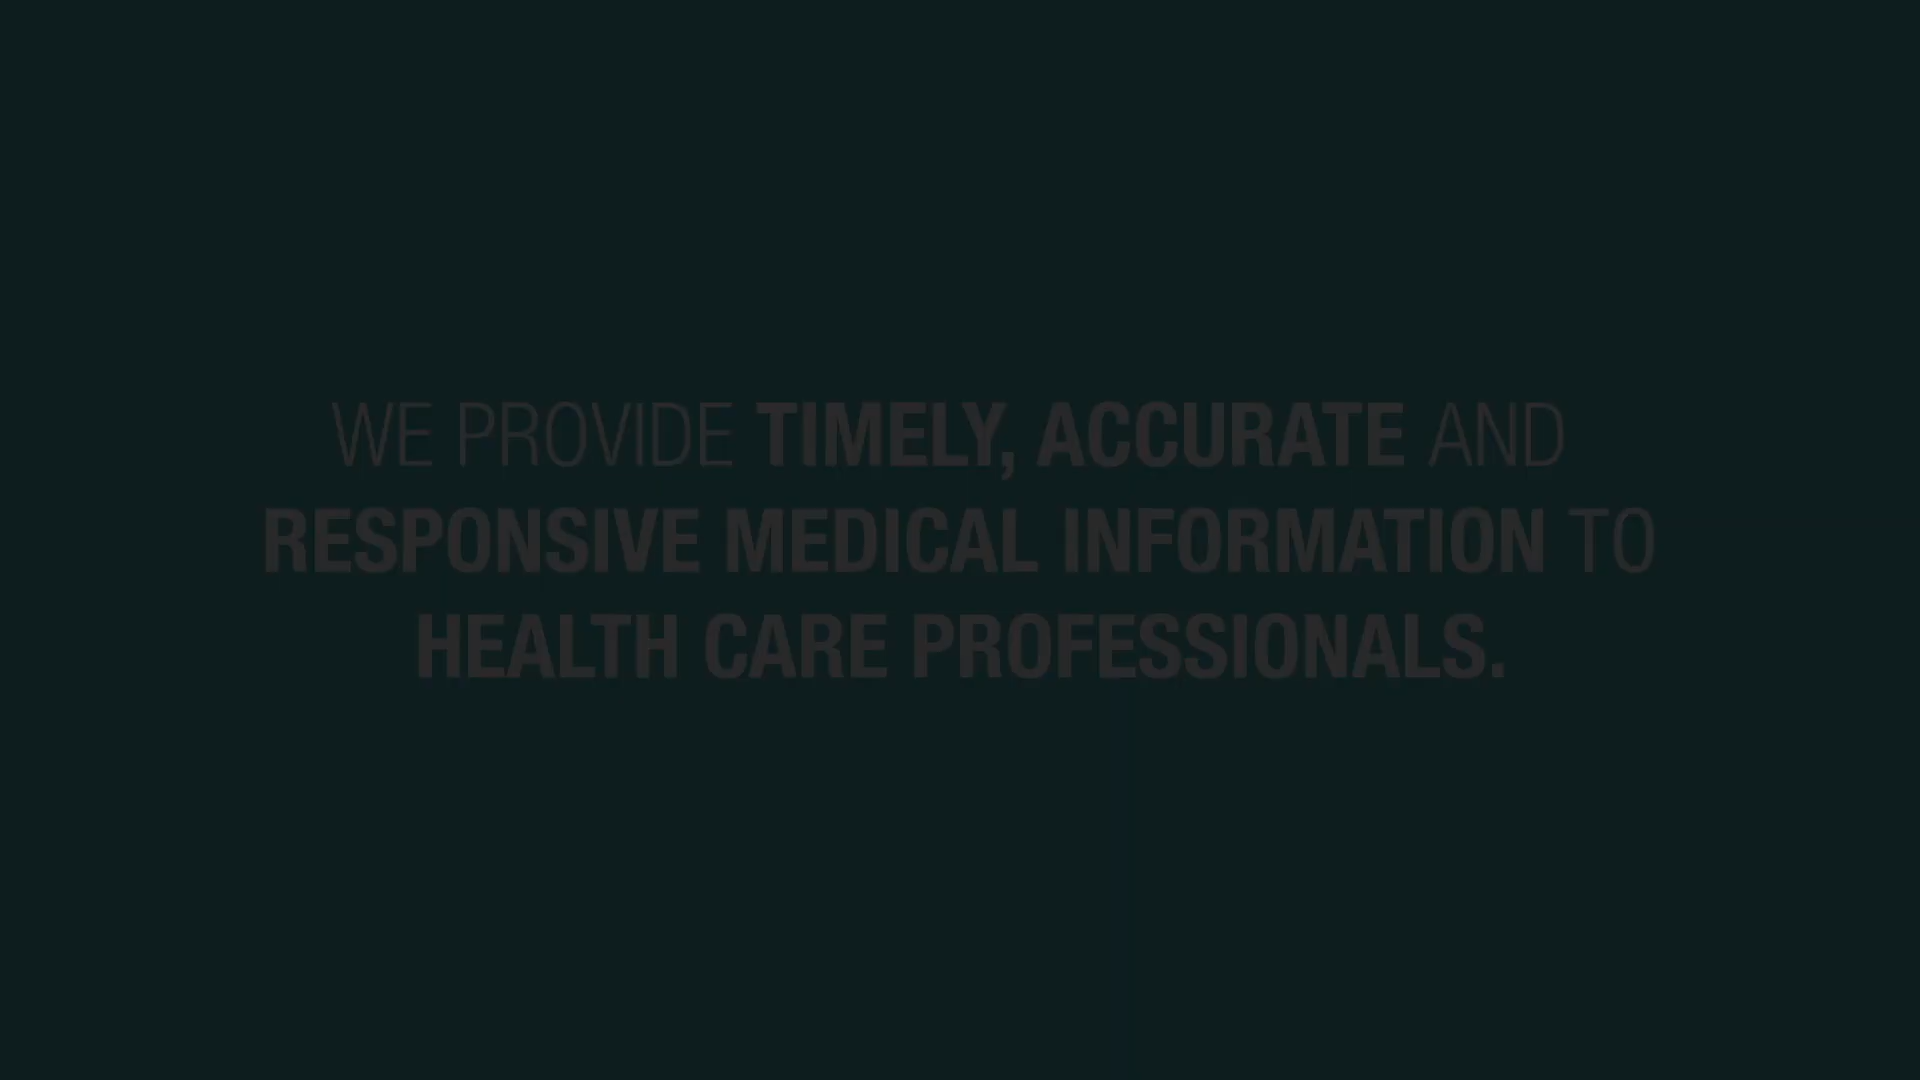 WE PROVIDE TIMELY, ACCURATE AND
RESPONSIVE MEDICAL INFORMATION TO
HEALTH CARE PROFESSIONALS.